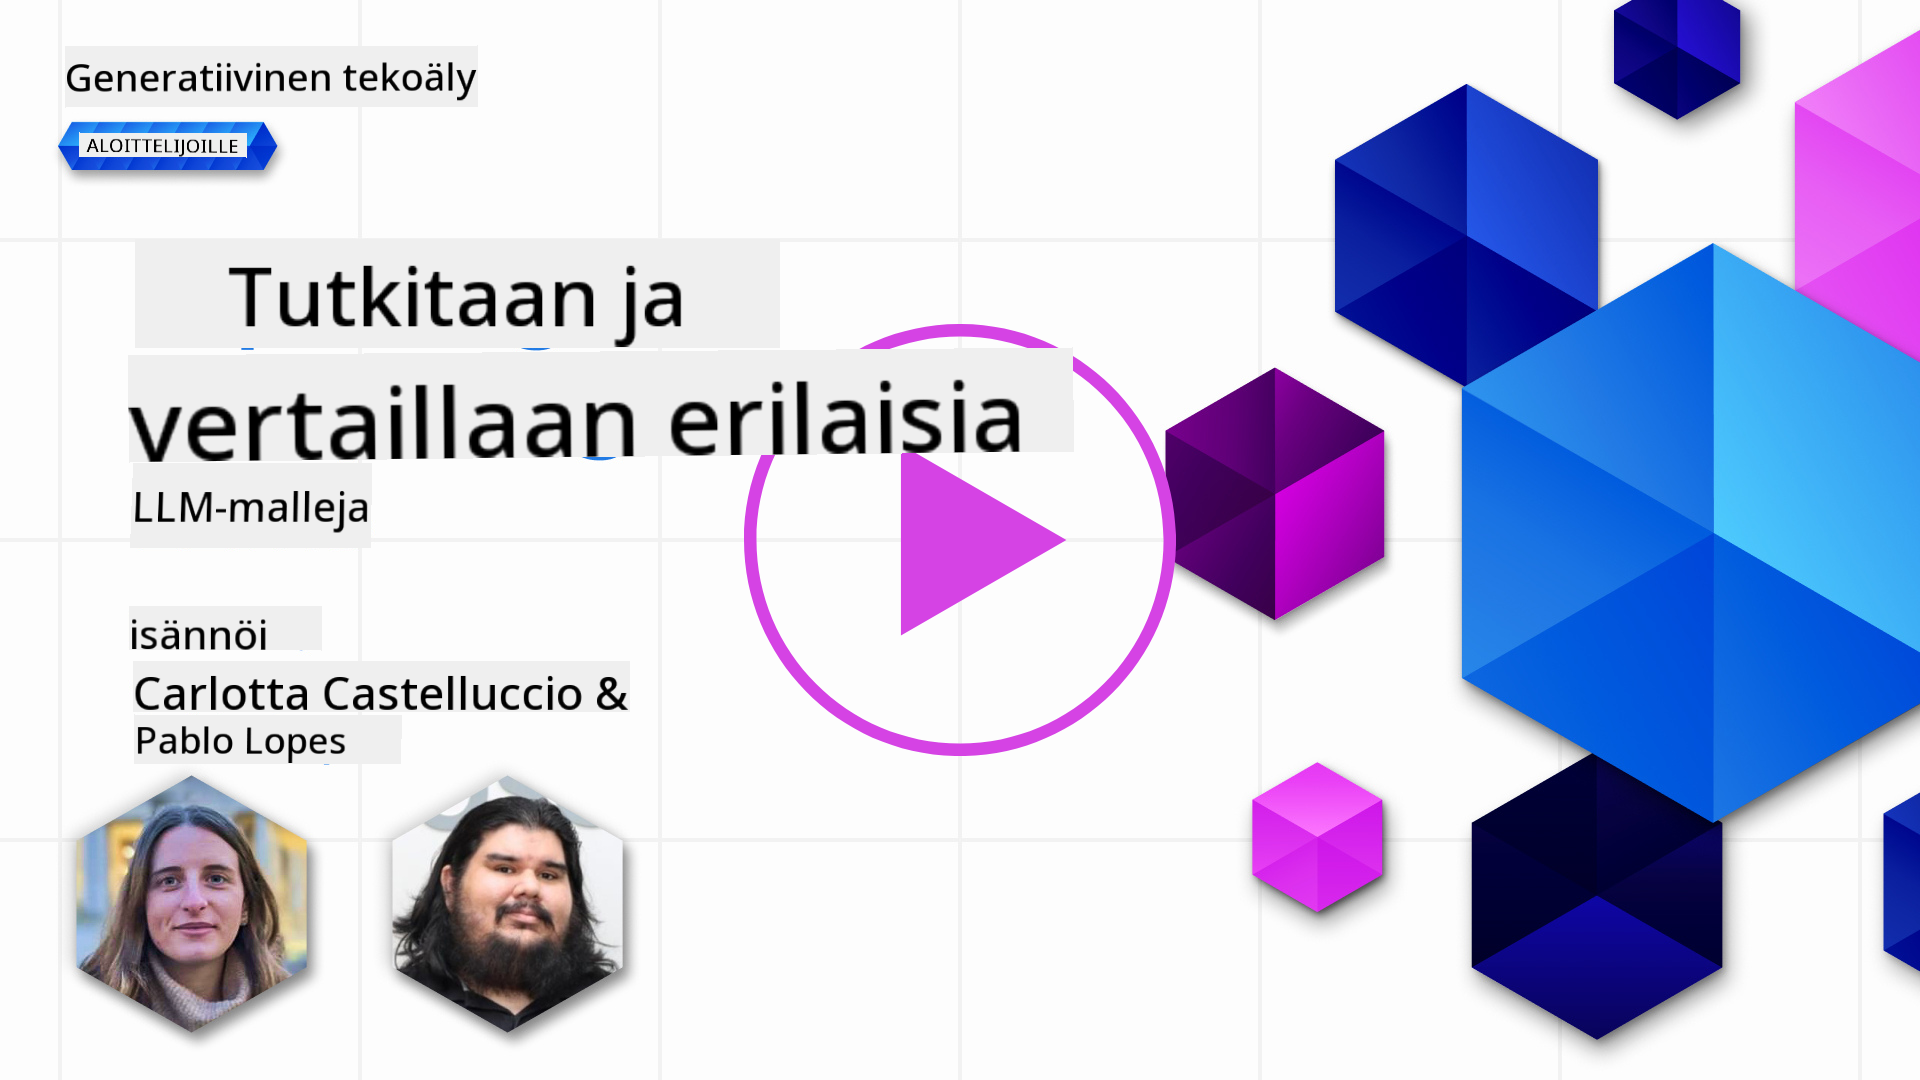 Generatiivinen tekoäly
ALOITTELIJOILLE
Tutkitaan ja
vertaillaan erilaisia
LLM-malleja
isännöi
Carlotta Castelluccio &
Pablo Lopes